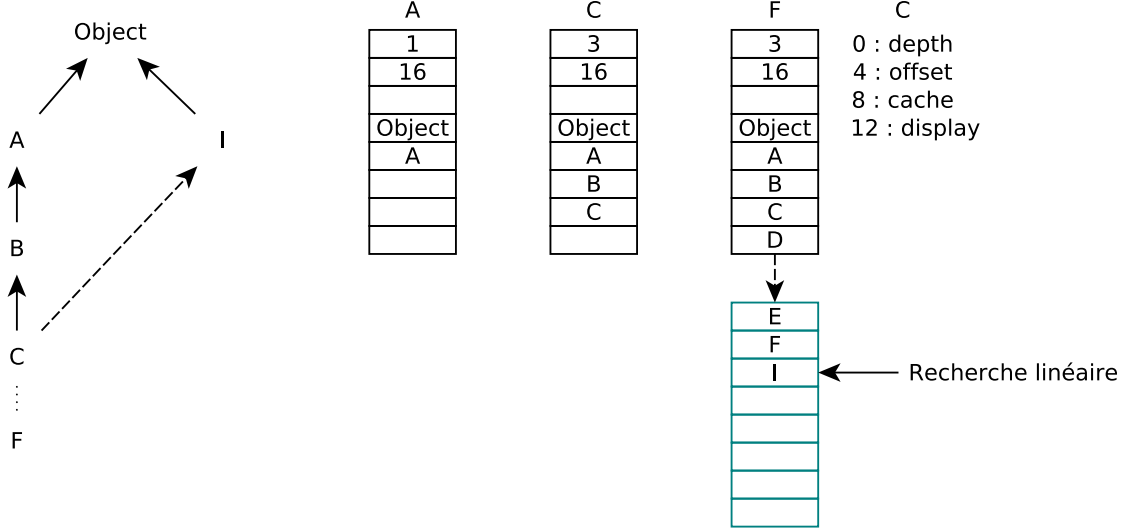 Object
A
I
B
C
F
A
1
16
Object
A
C
3
16
Object
A
B
C
F
3
16
Object
A
B
C
D
E
F
I
Recherche linéaire
C
0 : depth
4 : offset
8 : cache
12 : display